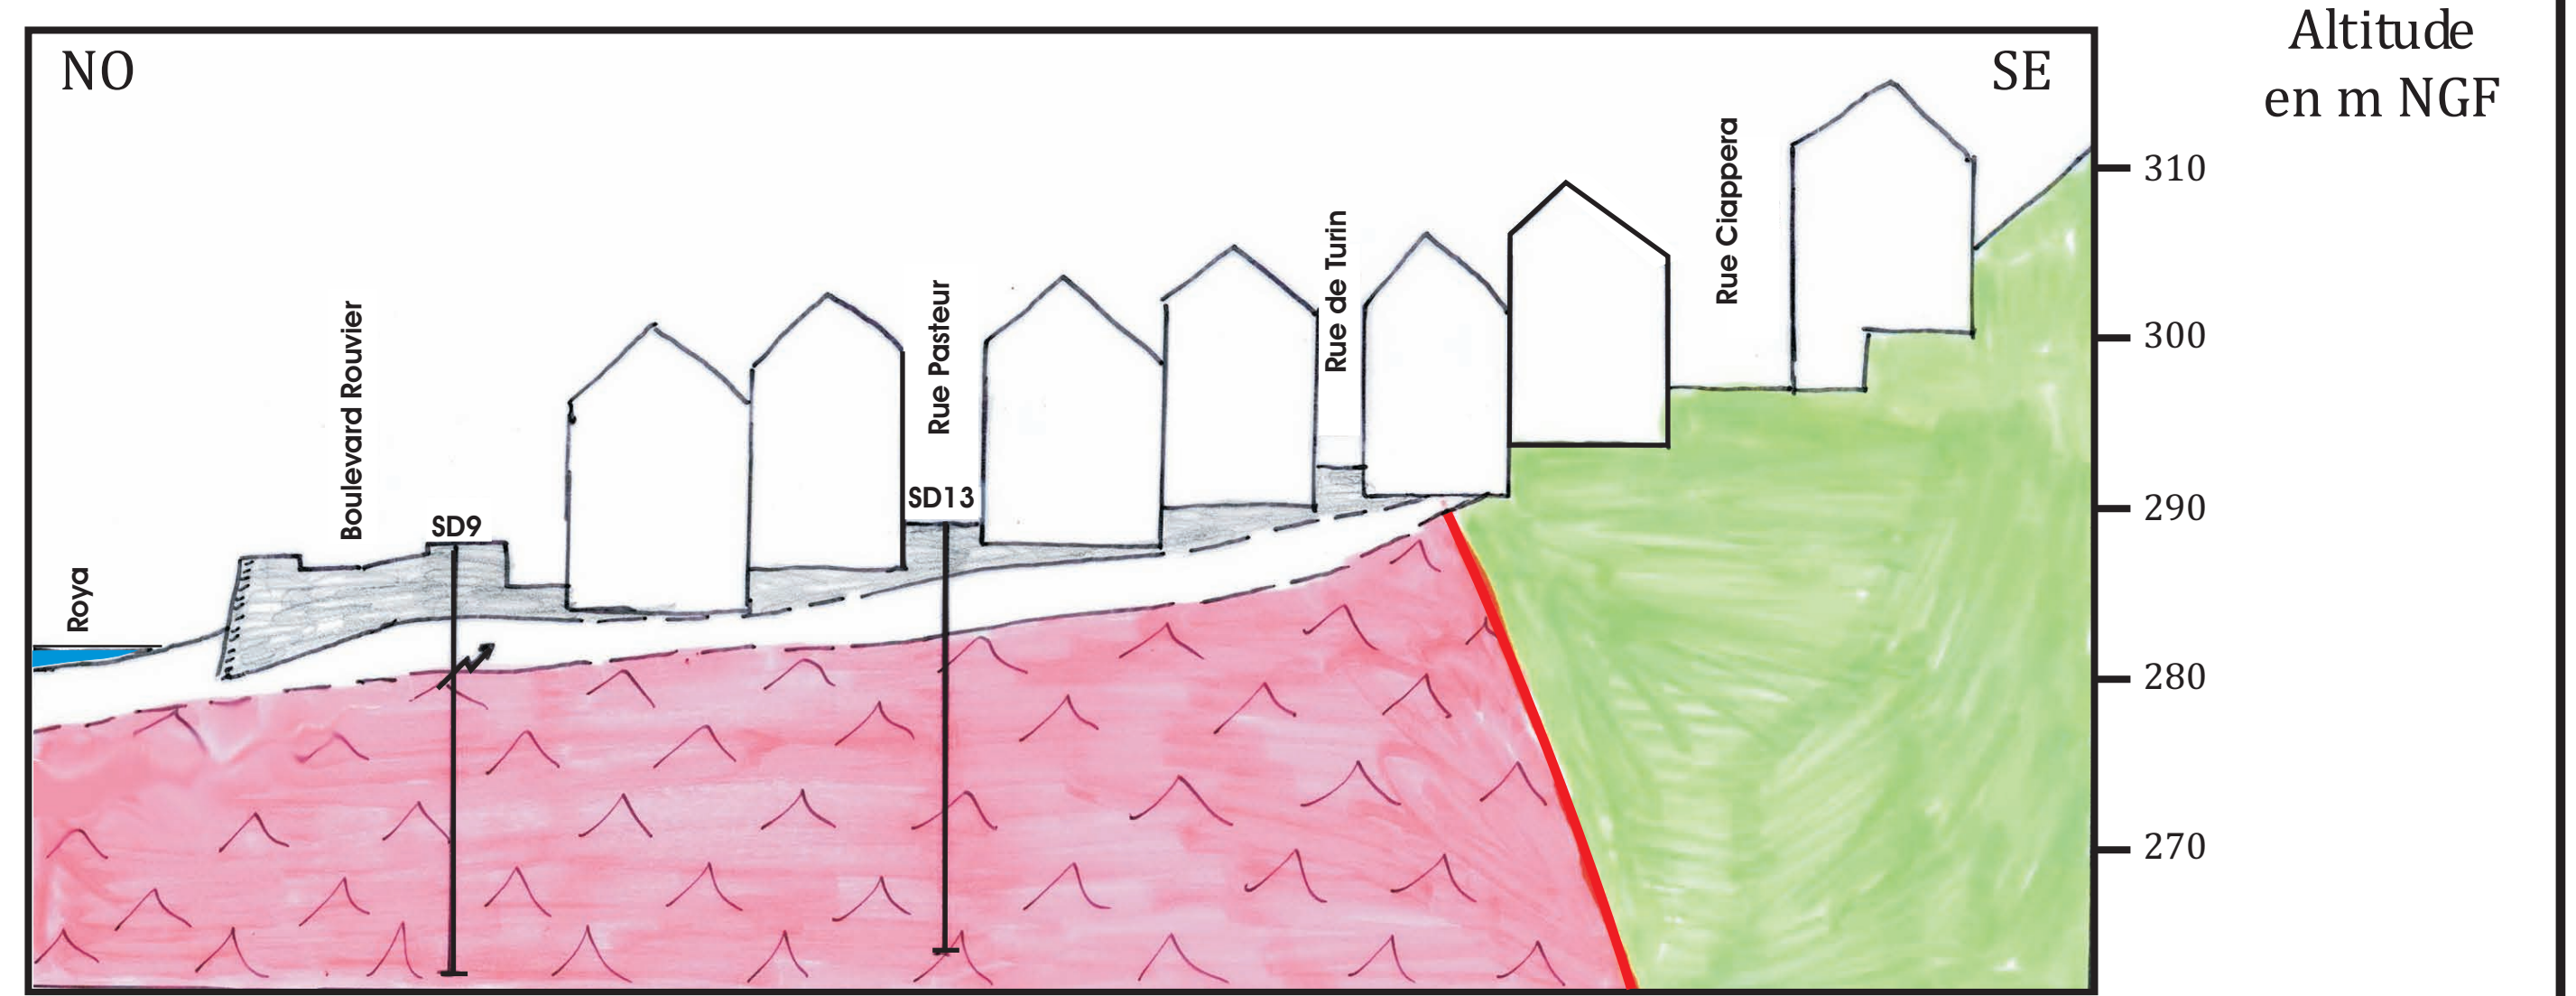 NO
SE
Altitude
en m NGF
Roya
Boulevard Rouvier
SD9
Rue Pasteur
SD13
Rue de Turin
Rue Ciappera
310
300
290
280
270